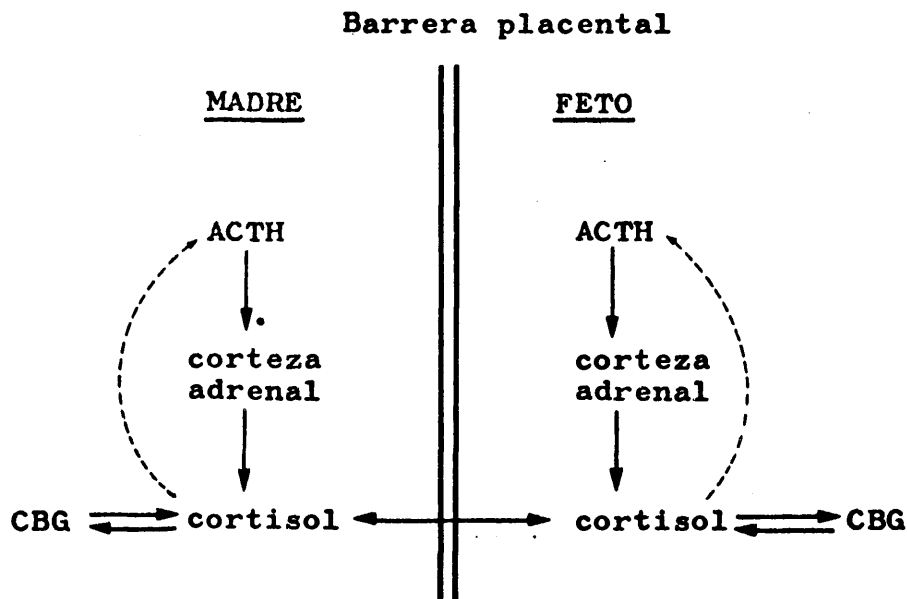 Barrera placental
MADRE
FETO
ACTH
ACTH
corteza
adrenal
corteza
adrenal
CBG
cortisol
cortisol
CBG